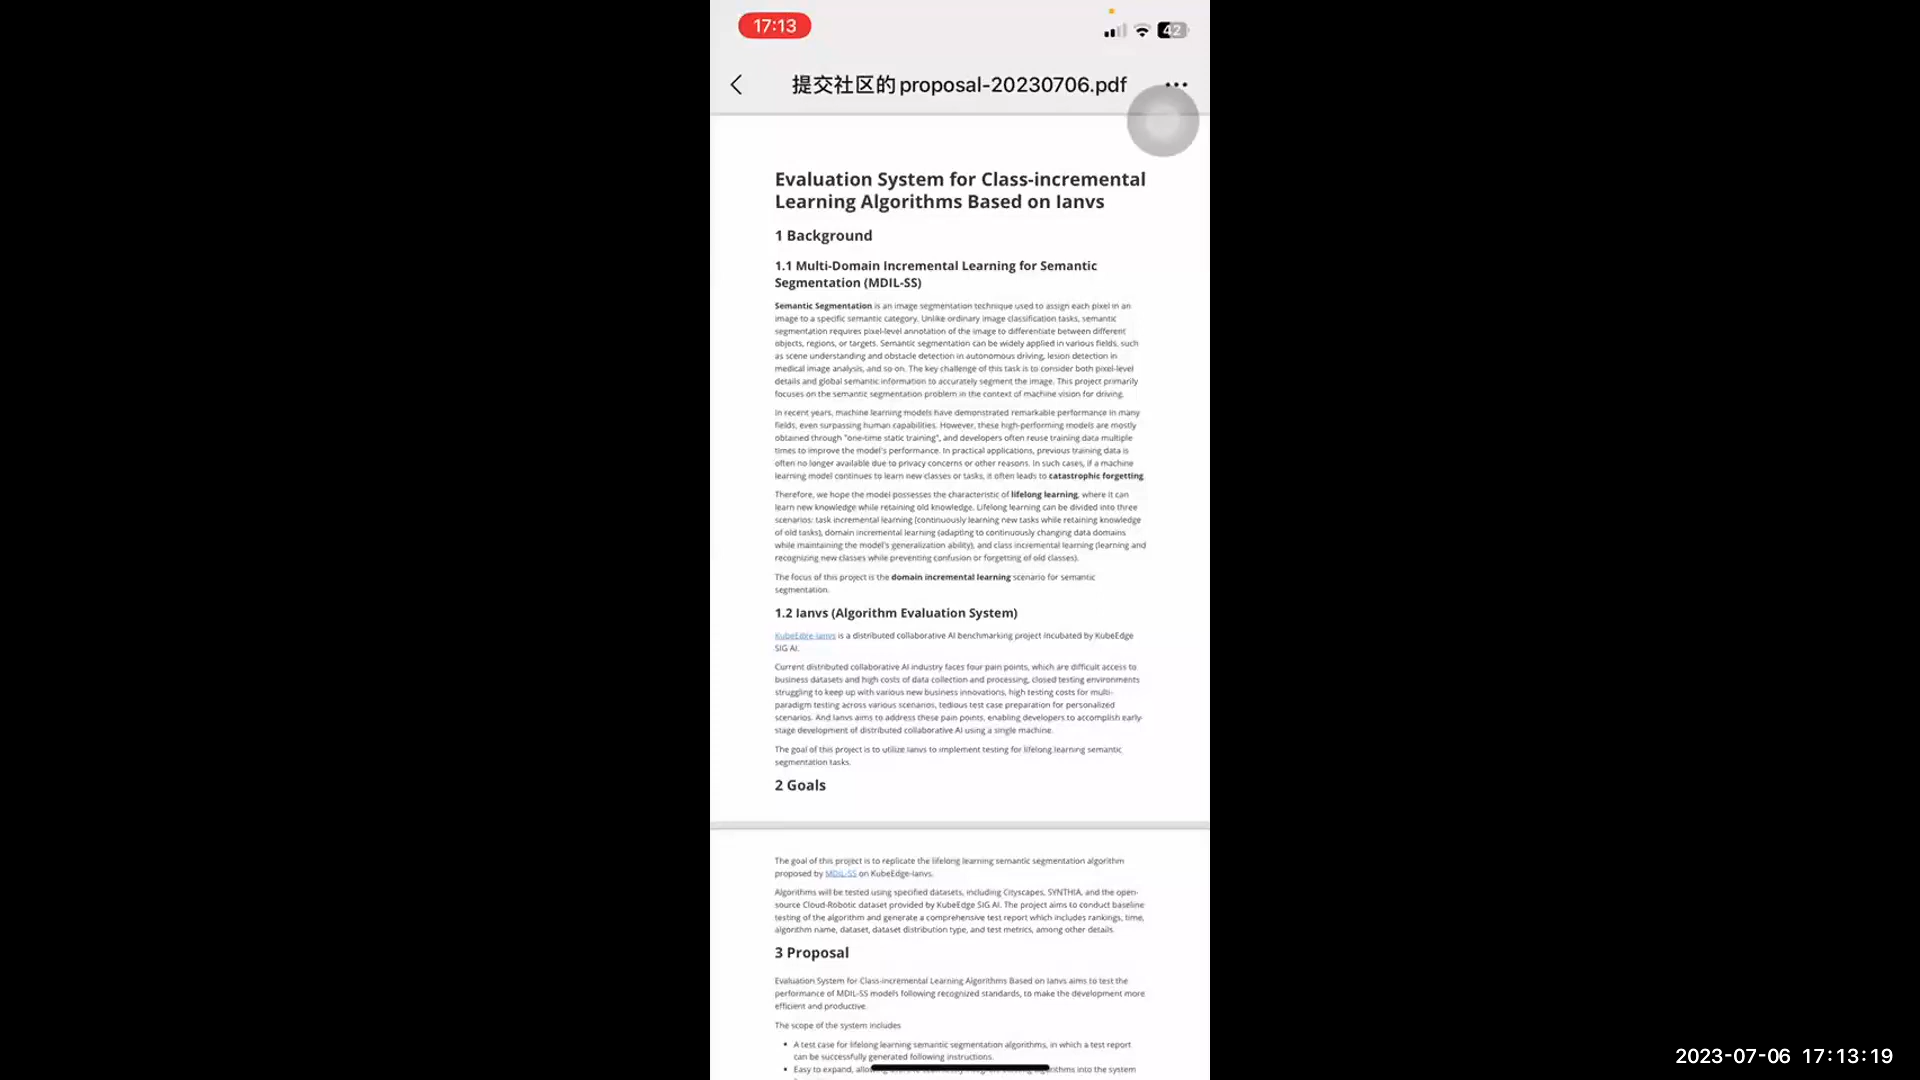 17:13
42
提交社区的proposal-20230706.pdf
Evaluation System for Class-incremental
Learning Algorithms Based on Ianvs
1 Background
1.1 Multi-Domain Incremental Learning for Semantic
Segmentation (MDIL-SS)
Semantic Segmentation is an image segmentation technique used to assign each pixel in an
image to a specific semantic category. Unlike ordinary image classification tasks, semantic
segmentation requires pixel-level annotation of the image to differentiate between different
objects, regions, or targets. Semantic segmentation can be widely applied in various fields, such
as scene understanding and obstacle detection in autonomous driving, lesion detection in
medical image analysis, and so on. The key challenge of this task is to consider both pixel-level
details and global semantic information to accurately segment the image. This project primarily
focuses on the semantic segmentation problem in the context of machine vision for driving.
In recent years, machine learning models have demonstrated remarkable performance in many
fields, even surpassing human capabilities. However, these high-performing models are mostly
obtained through "one-time static training", and developers often reuse training data multiple
times to improve the model's performance. In practical applications, previous training data is
often no longer available due to privacy concerns or other reasons. In such cases, if a machine
learning model continues to learn new classes or tasks, it often leads to catastrophic forgetting
Therefore, we hope the model possesses the characteristic of lifelong learning, where it can
learn new knowledge while retaining old knowledge. Lifelong learning can be divided into three
scenarios: task incremental learning (continuously learning new tasks while retaining knowledge
of old tasks), domain incremental learning (adapting to continuously changing data domains
while maintaining the model's generalization ability), and class incremental learning (learning and
recognizing new classes while preventing confusion or forgetting of old classes).
The focus of this project is the domain incremental learning scenario for semantic
segmentation.
1.2 Ianvs (Algorithm Evaluation System)
KubeEdge-Ianvs is a distributed collaborative AI benchmarking project incubated by KubeEdge
SIG AI.
Current distributed collaborative AI industry faces four pain points, which are difficult access to
business datasets and high costs of data collection and processing, closed testing environments
struggling to keep up with various new business innovations, high testing costs for multi-
paradigm testing across various scenarios, tedious test case preparation for personalized
scenarios. And Ianvs aims to address these pain points, enabling developers to accomplish early-
stage development of distributed collaborative AI using a single machine.
The goal of this project is to utilize Ianvs to implement testing for lifelong learning semantic
segmentation tasks.
2 Goals
The goal of this project is to replicate the lifelong learning semantic segmentation algorithm
proposed by MDIL-SS on KubeEdge-Ianvs.
Algorithms will be tested using specified datasets, including Cityscapes, SYNTHIA, and the open-
source Cloud-Robotic dataset provided by KubeEdge SIG AI. The project aims to conduct baseline
testing of the algorithm and generate a comprehensive test report which includes rankings, time,
algorithm name, dataset, dataset distribution type, and test metrics, among other details.
3 Proposal
Evaluation System for Class-incremental Learning Algorithms Based on Ianvs aims to test the
performance of MDIL-SS models following recognized standards, to make the development more
efficient and productive.
The scope of the system includes
• A test case for lifelong learning semantic segmentation algorithms, in which a test report
can be successfully generated following instructions.
• Easy to expand, into the system
2023-07-06 17:13:19